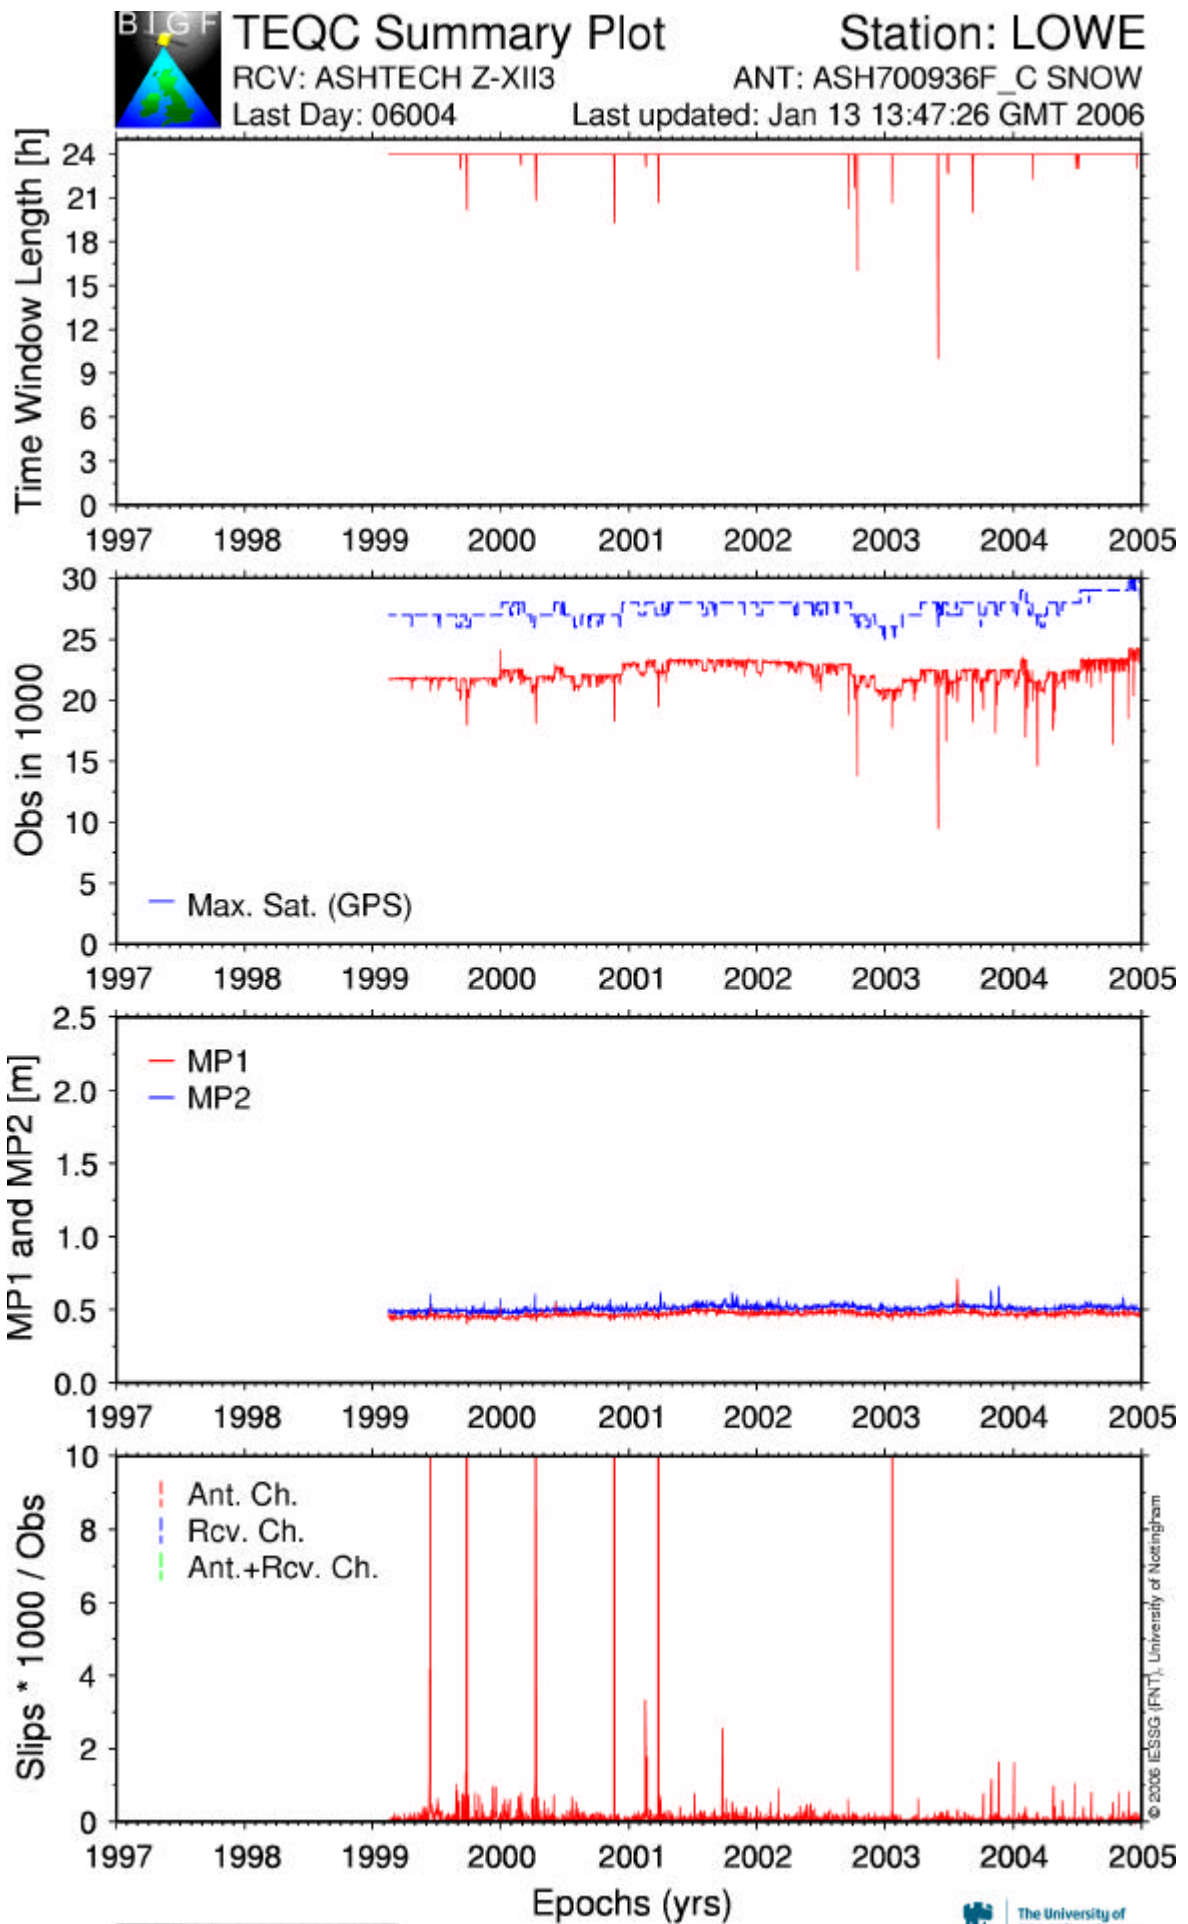 BIGF
TEQC Summary Plot
Station: LOWE
RCV: ASHTECH Z-XII3
ANT: ASH700936F_C SNOW
Last Day: 06004
Last updated: Jan 13 13:47:26 GMT 2006
Time Window Length [h]
24
21
18
15
12
9
6
3
0
1997 1998 1999 2000 2001 2002 2003 2004 2005
Obs in 1000
30
25
20
15
10
5
0
Max. Sat. (GPS)
1997 1998 1999 2000 2001 2002 2003 2004 2005
MP1 and MP2 [m]
2.5
2.0
1.5
1.0
0.5
0.0
MP1
MP2
1997 1998 1999 2000 2001 2002 2003 2004 2005
Slips * 1000 / Obs
10
8
6
4
2
0
Ant. Ch.
Rcv. Ch.
Ant.+Rcv. Ch.
1997 1998 1999 2000 2001 2002 2003 2004 2005
Epochs (yrs)
© 2006 IESSG (FNT), University of Nottingham
The University of